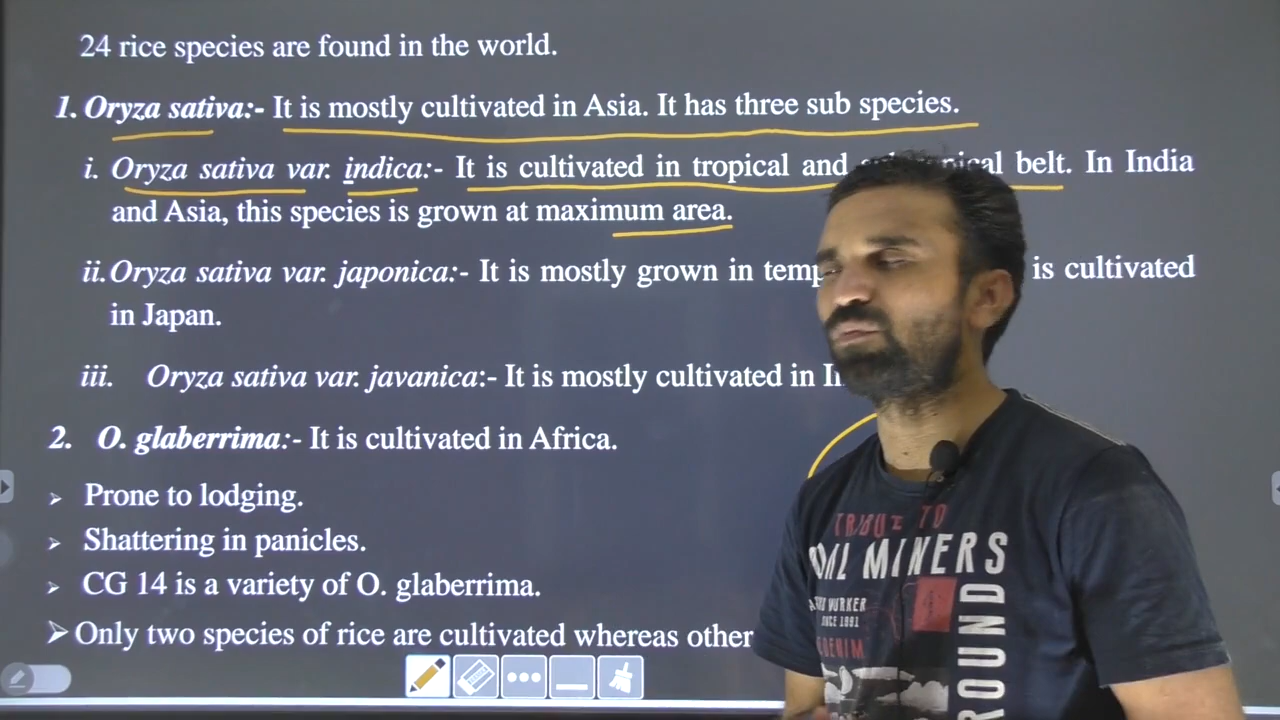 24 rice species are found in the world.
1. Oryza sativa:- It is mostly cultivated in Asia. It has three sub species.
i. Oryza sativa var. indica:- It is cultivated in tropical and belt. In India
and Asia, this species is grown at maximum area.
ii. Oryza sativa var. japonica:- It is mostly grown in is cultivated
in Japan.
iii. Oryza sativa var. javanica:- It is mostly cultivated in
2. O. glaberrima:- It is cultivated in Africa.
➢ Prone to lodging.
➢ Shattering in panicles.
➢ CG 14 is a variety of O. glaberrima.
➢ Only two species of rice are cultivated whereas other
TRIBUTE TO
MINERS
WORKER
SINCE 1881
DENIM
ROUND